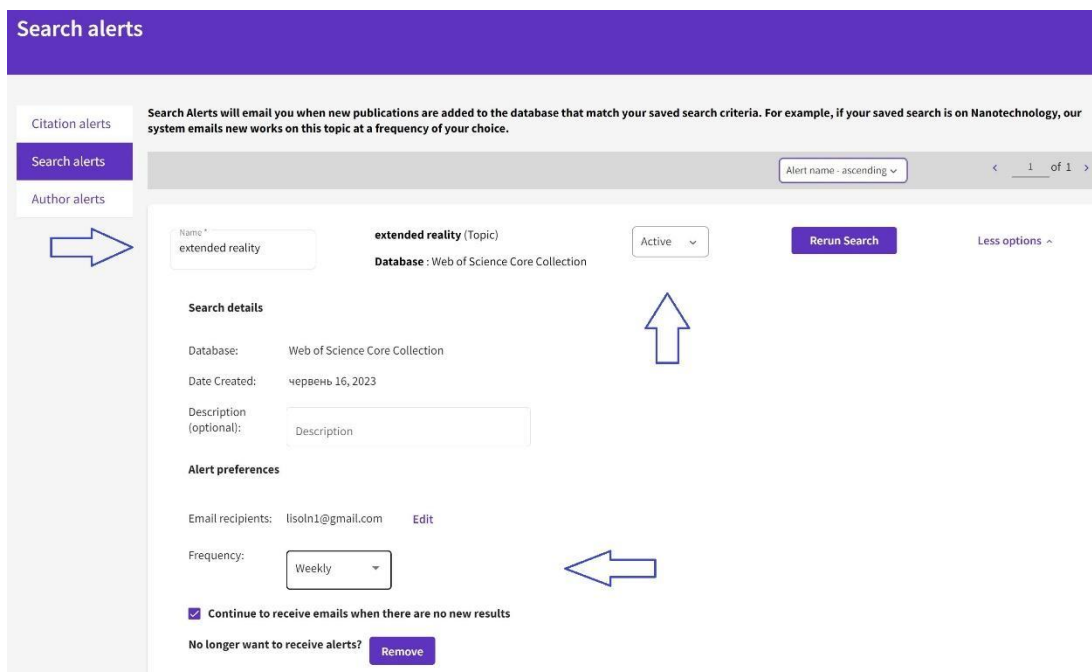 Search alerts
Citation alerts
Search alerts
Author alerts
Search Alerts will email you when new publications are added to the database that match your saved search criteria. For example, if your saved search is on Nanotechnology, our
system emails new works on this topic at a frequency of your choice.
Alert name - ascending
1 of 1
Name *
extended reality
extended reality (Topic)
Database : Web of Science Core Collection
Active
Rerun Search
Less options
Search details
Database: Web of Science Core Collection
Date Created: червень 16, 2023
Description
(optional):
Description
Alert preferences
Email recipients: lisoln1@gmail.com Edit
Frequency:
Weekly
Continue to receive emails when there are no new results
No longer want to receive alerts? Remove